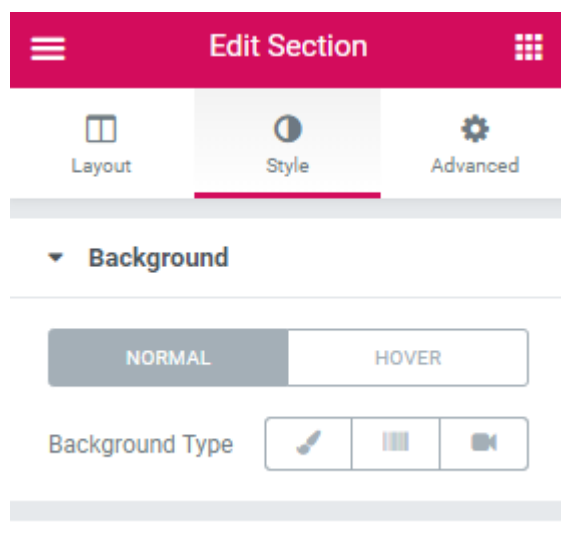 Edit Section
Layout Style Advanced
Background
NORMAL HOVER
Background Type